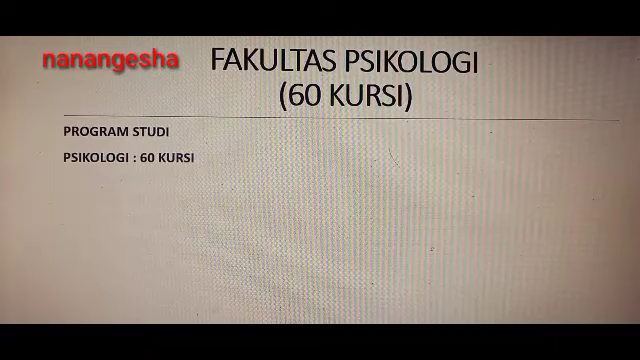 nanangesha
FAKULTAS PSIKOLOGI
(60 KURSI)
PROGRAM STUDI
PSIKOLOGI : 60 KURSI